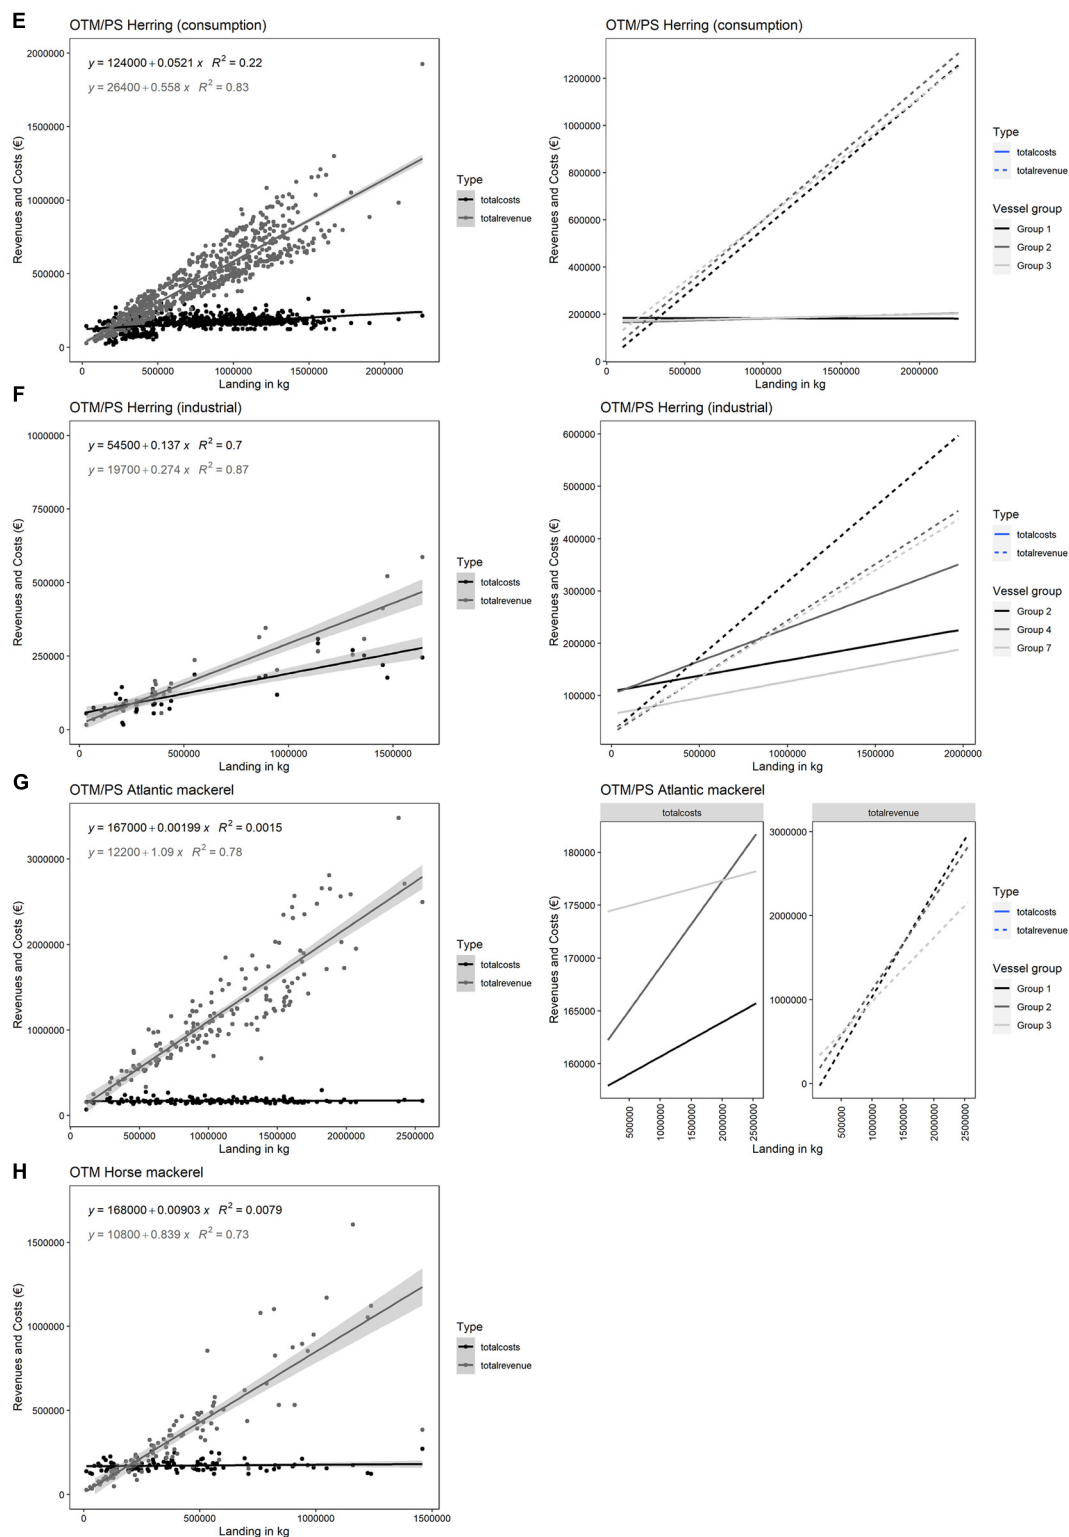 E
OTM/PS Herring (consumption)
y = 124000 + 0.0521 x R² = 0.22
y = 26400 + 0.558 x R² = 0.83
Revenues and Costs (€)
2000000
1500000
1000000
500000
0
0 500000 1000000 1500000 2000000
Landing in kg
Type
totalcosts
totalrevenue
OTM/PS Herring (consumption)
Revenues and Costs (€)
1200000
1000000
800000
600000
400000
200000
0
0 500000 1000000 1500000 2000000
Landing in kg
Type
totalcosts
totalrevenue
Vessel group
Group 1
Group 2
Group 3
F
OTM/PS Herring (industrial)
y = 54500 + 0.137 x R² = 0.7
y = 19700 + 0.274 x R² = 0.87
Revenues and Costs (€)
1000000
750000
500000
250000
0
0 500000 1000000 1500000
Landing in kg
Type
totalcosts
totalrevenue
OTM/PS Herring (industrial)
Revenues and Costs (€)
600000
500000
400000
300000
200000
100000
0 500000 1000000 1500000 2000000
Landing in kg
Type
totalcosts
totalrevenue
Vessel group
Group 2
Group 4
Group 7
G
OTM/PS Atlantic mackerel
y = 167000 + 0.00199 x R² = 0.0015
y = 12200 + 1.09 x R² = 0.78
Revenues and Costs (€)
3000000
2000000
1000000
0
0 500000 1000000 1500000 2000000 2500000
Landing in kg
Type
totalcosts
totalrevenue
OTM/PS Atlantic mackerel
totalcosts
totalrevenue
Revenues and Costs (€)
180000
175000
170000
165000
160000
500000 1000000 1500000 2000000 2500000
3000000
2000000
1000000
0
500000 1000000 1500000 2000000 2500000
Landing in kg
Type
totalcosts
totalrevenue
Vessel group
Group 1
Group 2
Group 3
H
OTM Horse mackerel
y = 168000 + 0.00903 x R² = 0.0079
y = 10800 + 0.839 x R² = 0.73
Revenues and Costs (€)
1500000
1000000
500000
0
0 500000 1000000 1500000
Landing in kg
Type
totalcosts
totalrevenue